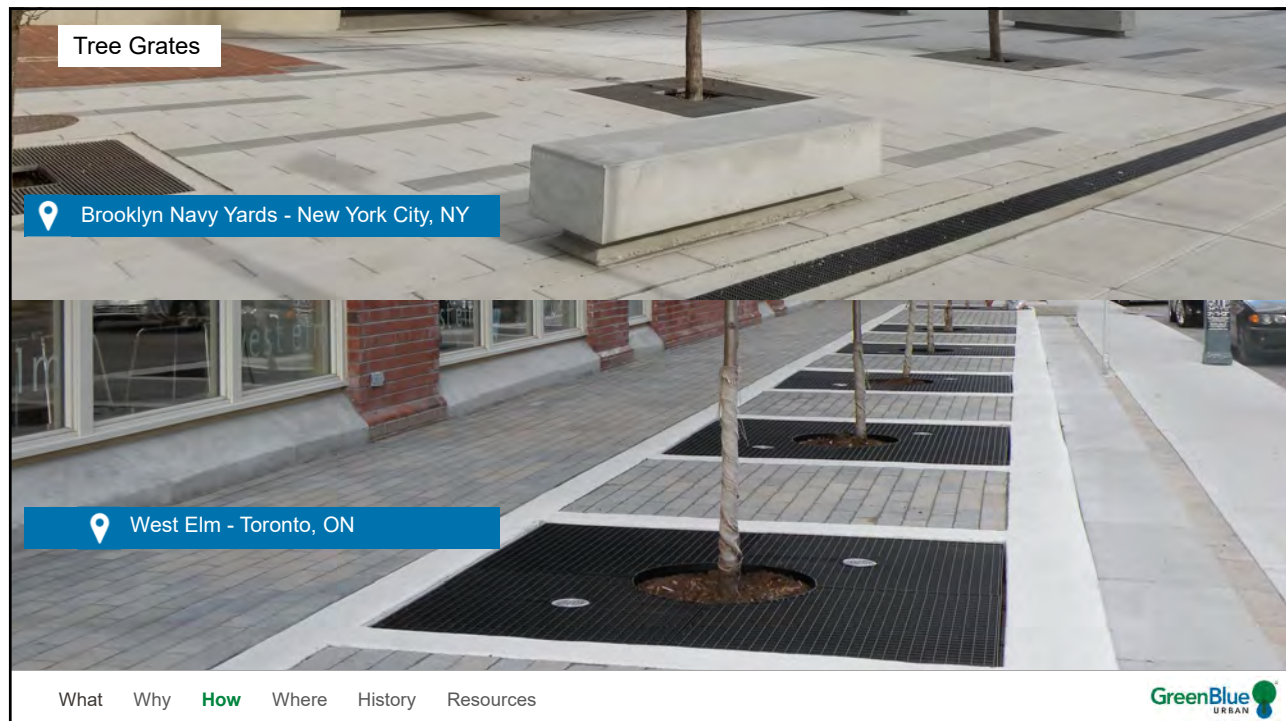 Tree Grates
Brooklyn Navy Yards - New York City, NY
West Elm - Toronto, ON
What Why How Where History Resources
GreenBlue
URBAN